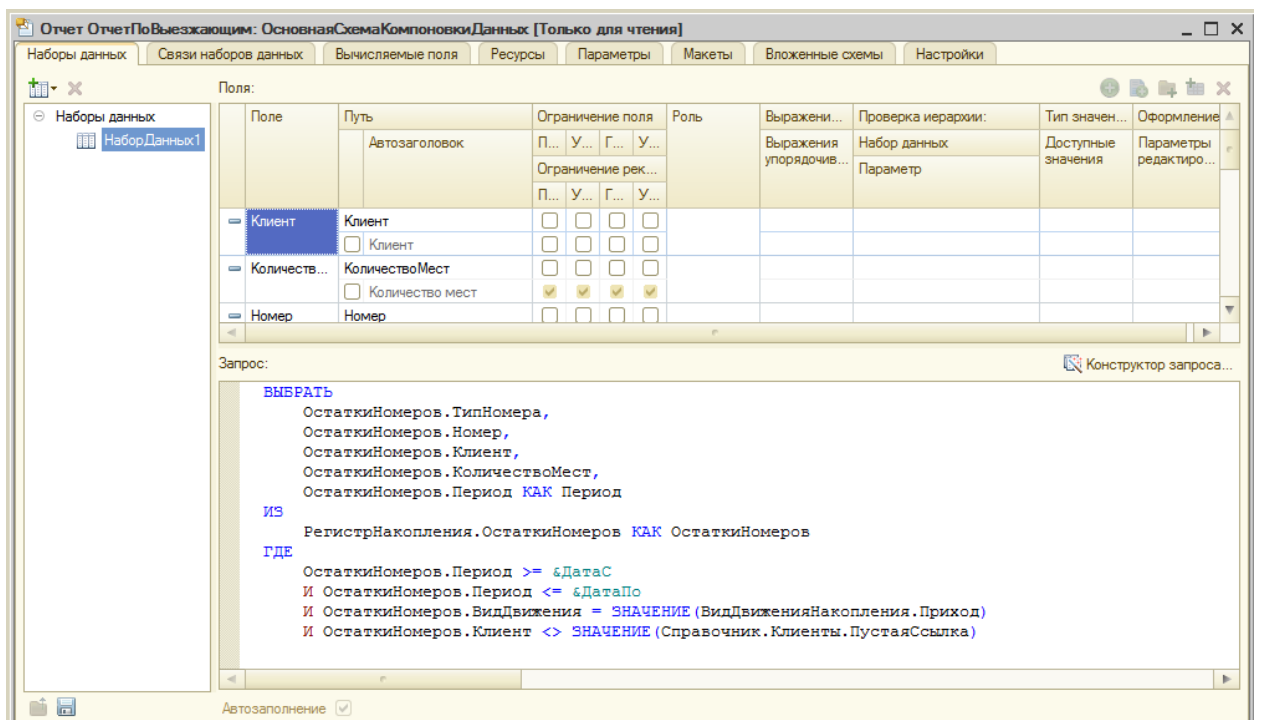 Отчет ОтчетПоВыезжающим: ОсновнаяСхемаКомпоновкиДанных [Только для чтения]
Наборы данных Связи наборов данных Вычисляемые поля Ресурсы Параметры Макеты Вложенные схемы Настройки
Поля:
Наборы данных
НаборДанных1
Поле Путь Ограничение поля Роль Выражени... Проверка иерархии: Тип значен... Оформление
Автозаголовок П... У... Г... У... Выражения упорядочив... Набор данных Доступные значения Параметры редактиро...
Ограничение рек... Параметр
П... У... Г... У...
Клиент Клиент
Клиент
Количеств... КоличествоМест
Количество мест
Номер Номер
Запрос: Конструктор запроса...
ВЫБРАТЬ
ОстаткиНомеров.ТипНомера,
ОстаткиНомеров.Номер,
ОстаткиНомеров.Клиент,
ОстаткиНомеров.КоличествоМест,
ОстаткиНомеров.Период КАК Период
ИЗ
РегистрНакопления.ОстаткиНомеров КАК ОстаткиНомеров
ГДЕ
ОстаткиНомеров.Период >= &ДатаС
И ОстаткиНомеров.Период <= &ДатаПо
И ОстаткиНомеров.ВидДвижения = ЗНАЧЕНИЕ(ВидДвиженияНакопления.Приход)
И ОстаткиНомеров.Клиент <> ЗНАЧЕНИЕ(Справочник.Клиенты.ПустаяСсылка)
Автозаполнение